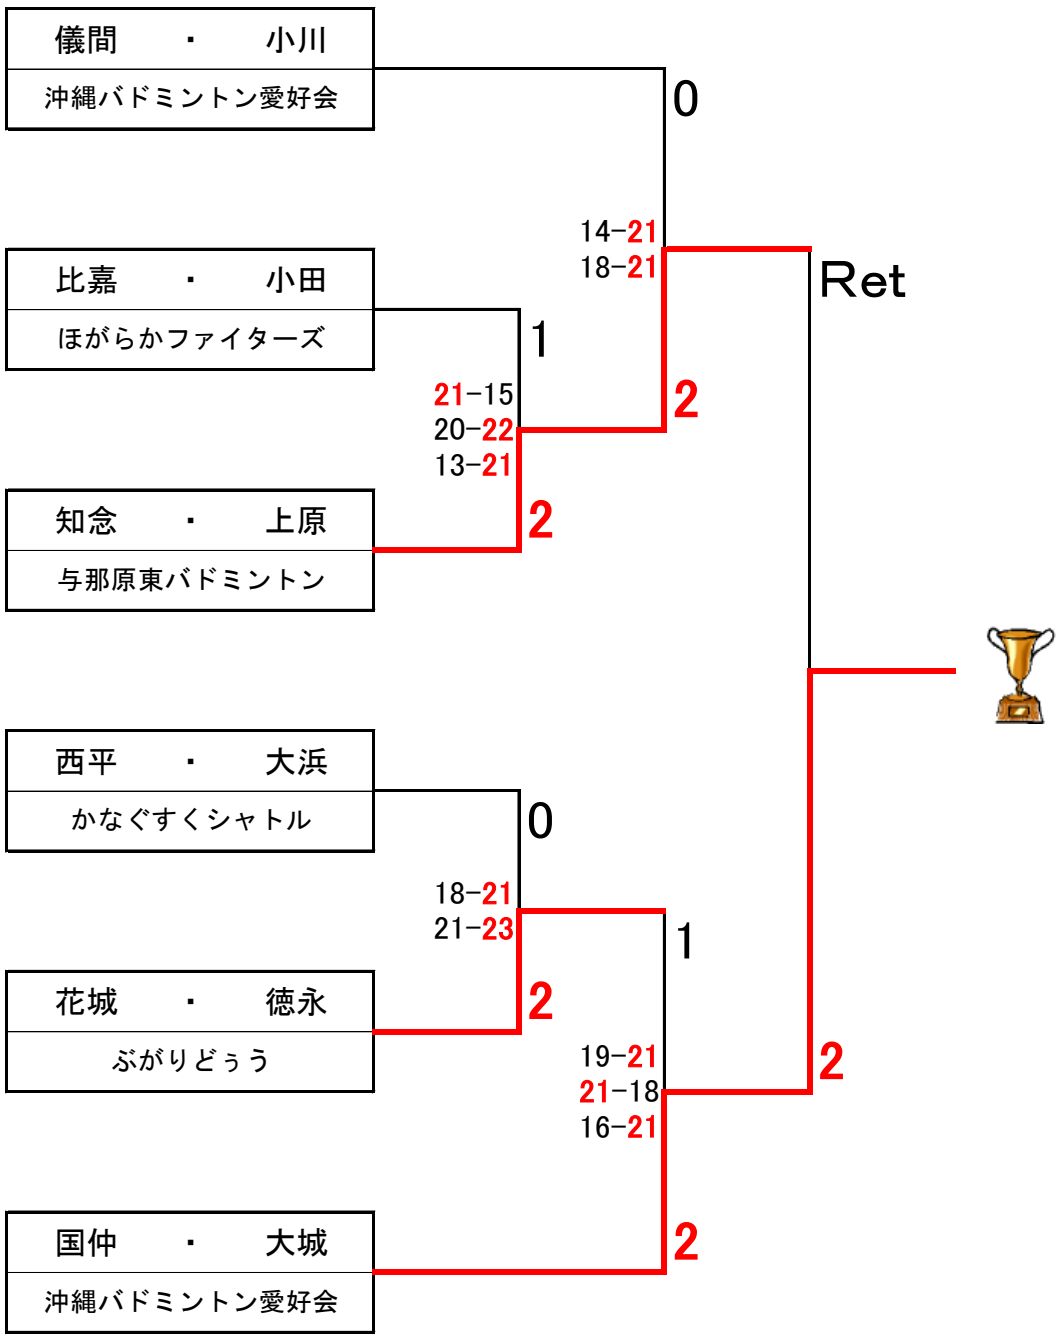 儀間 ・ 小川
沖縄バドミントン愛好会
0
14-21
18-21
Ret
比嘉 ・ 小田
ほがらかファイターズ
1
21-15
20-22
13-21
2
2
知念 ・ 上原
与那原東バドミントン
西平 ・ 大浜
かなぐすくシャトル
0
18-21
21-23
1
2
花城 ・ 徳永
ぶがりどぅう
19-21
21-18
16-21
2
2
国仲 ・ 大城
沖縄バドミントン愛好会